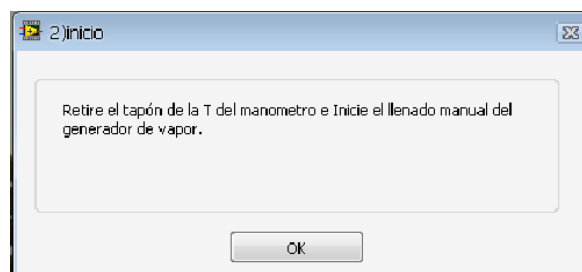 2)inicio
Retire el tapón de la T del manometro e Inicie el llenado manual del
generador de vapor.
OK